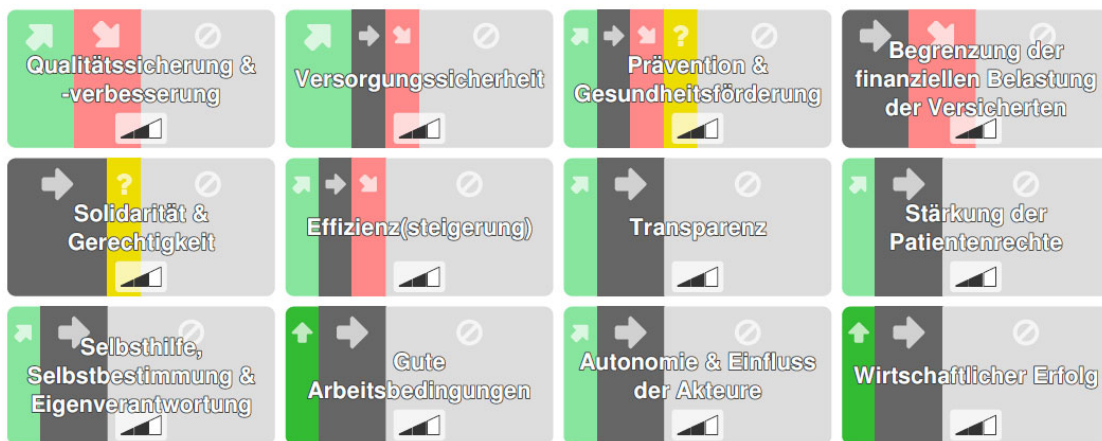 Qualitätssicherung &
-verbesserung
Versorgungssicherheit
?
Prävention &
Gesundheitsförderung
Begrenzung der
finanziellen Belastung
der Versicherten
?
Solidarität &
Gerechtigkeit
Effizienz(steigerung)
Transparenz
Stärkung der
Patientenrechte
Selbsthilfe,
Selbstbestimmung &
Eigenverantwortung
Gute
Arbeitsbedingungen
Autonomie & Einfluss
der Akteure
Wirtschaftlicher Erfolg